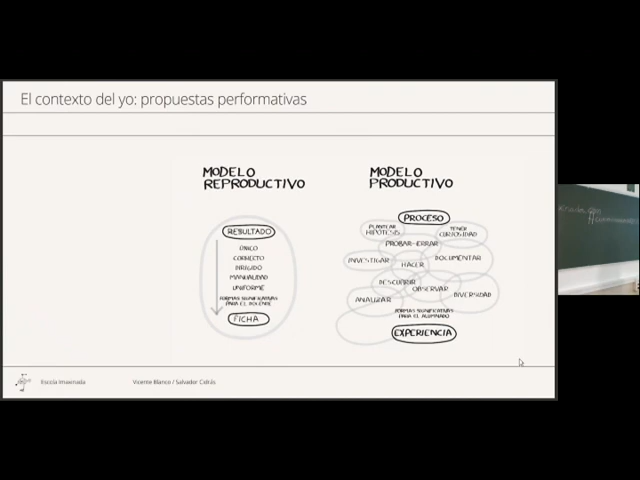 El contexto del yo: propuestas performativas
MODELO
REPRODUCTIVO
RESULTADO
ÚNICO
CORRECTO
DIRIGIDO
MANUALIDAD
UNIFORME
FORMAS SIGNIFICATIVAS
PARA EL DOCENTE
FICHA
MODELO
PRODUCTIVO
PROCESO
PLANTEAR
HIPÓTESIS
TENER
CURIOSIDAD
PROBAR-ERRAR
INVESTIGAR
HACER
DOCUMENTAR
DESCUBRIR
OBSERVAR
ANALIZAR
DIVERSIDAD
FORMAS SIGNIFICATIVAS
PARA EL ALUMNADO
EXPERIENCIA
Escola Imaxinada
Vicente Blanco / Salvador Cidrás